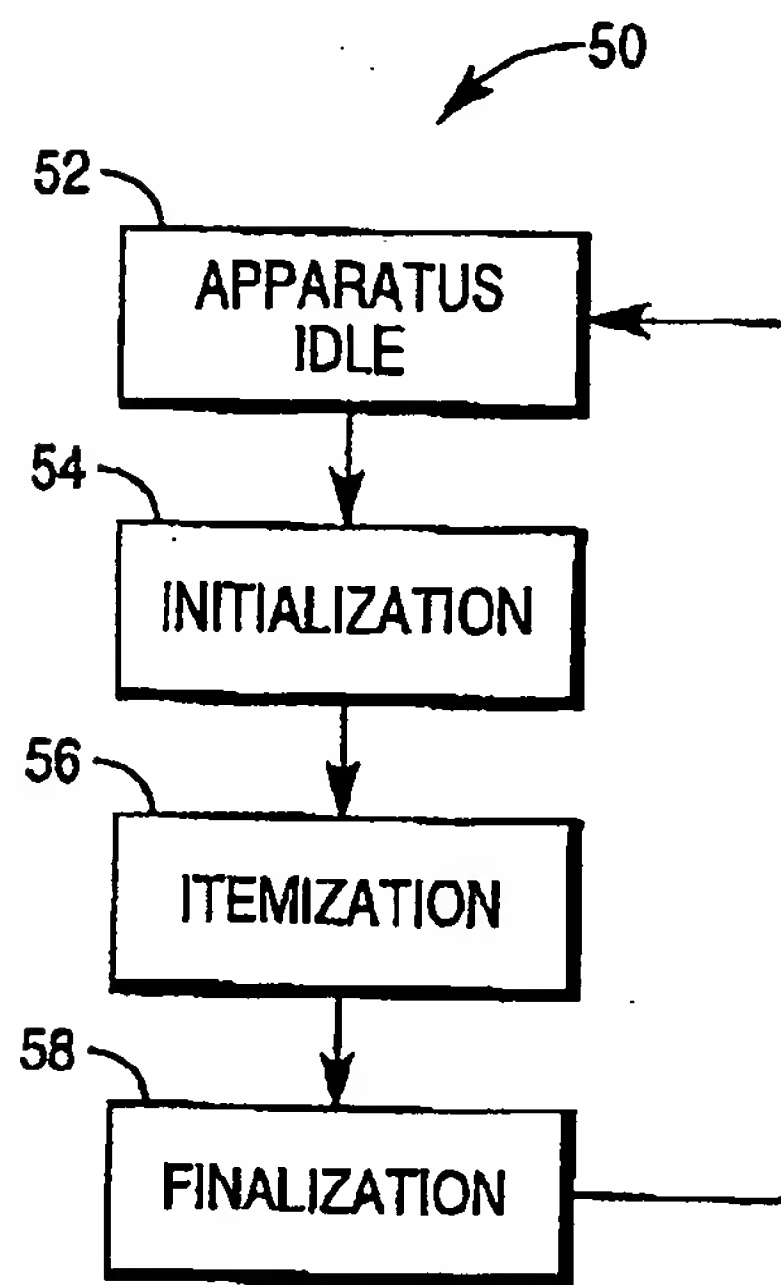 50
52
APPARATUS
IDLE
54
INITIALIZATION
56
ITEMIZATION
58
FINALIZATION